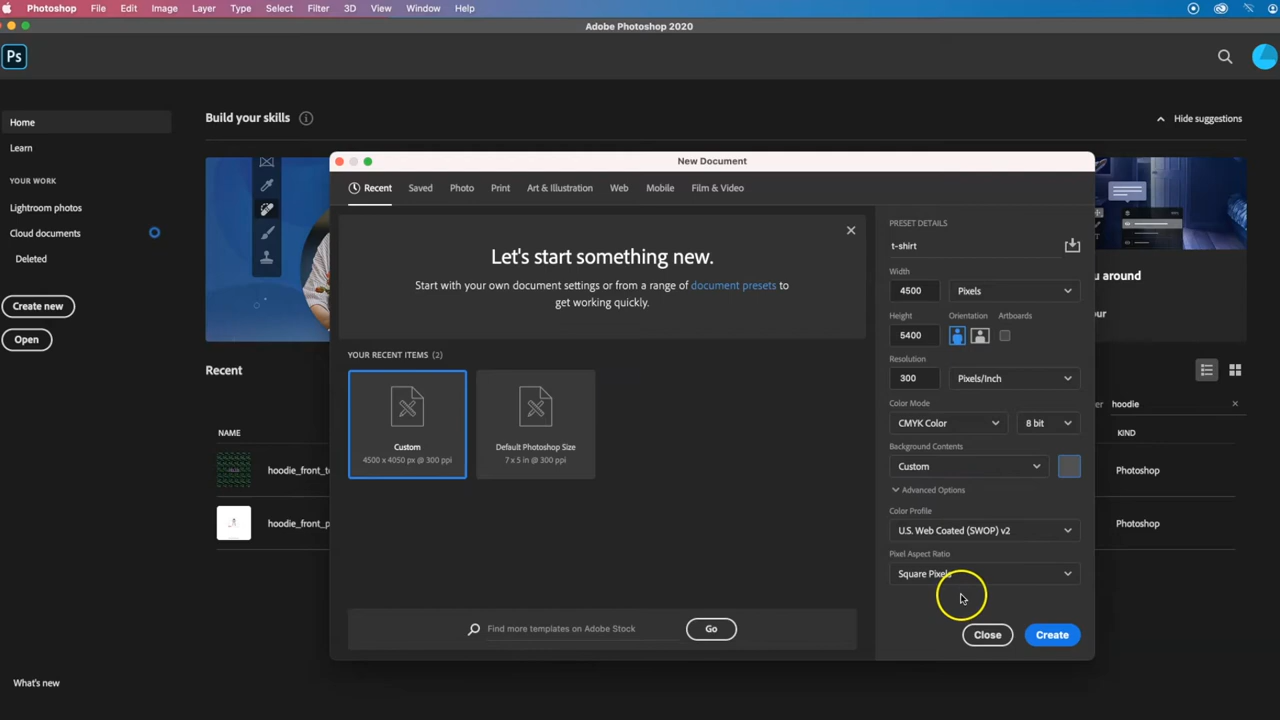 Photoshop File Edit Image Layer Type Select Filter 3D View Window Help
Adobe Photoshop 2020
Ps
Home
Learn
YOUR WORK
Lightroom photos
Cloud documents
Deleted
Create new
Open
What's new
Build your skills
Hide suggestions
u around
Recent
NAME
hoodie
KIND
hoodie_front_te
Photoshop
hoodie_front_p
Photoshop
New Document
Recent Saved Photo Print Art & Illustration Web Mobile Film & Video
Let's start something new.
Start with your own document settings or from a range of document presets to
get working quickly.
YOUR RECENT ITEMS (2)
Custom
4500 x 4050 px @ 300 ppi
Default Photoshop Size
7 x 5 in @ 300 ppi
Find more templates on Adobe Stock
Go
PRESET DETAILS
t-shirt
Width
4500 Pixels
Height Orientation Artboards
5400
Resolution
300 Pixels/Inch
Color Mode
CMYK Color 8 bit
Background Contents
Custom
Advanced Options
Color Profile
U.S. Web Coated (SWOP) v2
Pixel Aspect Ratio
Square Pixels
Close Create